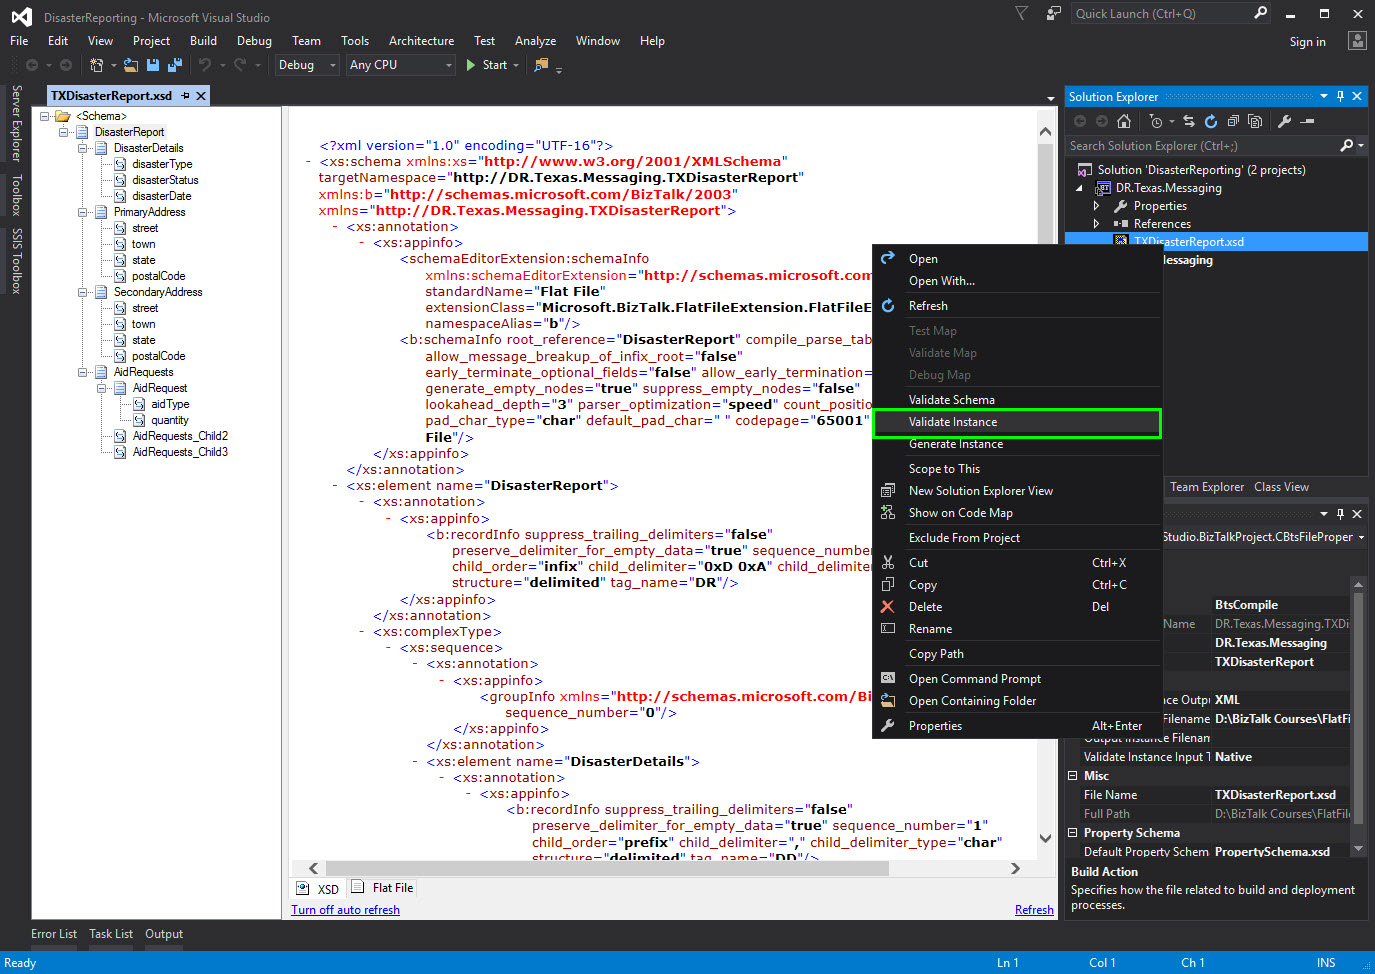 DisasterReporting - Microsoft Visual Studio
Quick Launch (Ctrl+Q)
File Edit View Project Build Debug Team Tools Architecture Test Analyze Window Help
Sign in
Debug Any CPU Start
Server Explorer
Toolbox
SSIS Toolbox
TXDisasterReport.xsd
<Schema>
DisasterReport
DisasterDetails
disasterType
disasterStatus
disasterDate
PrimaryAddress
street
town
state
postalCode
SecondaryAddress
street
town
state
postalCode
AidRequests
AidRequest
aidType
quantity
AidRequests_Child2
AidRequests_Child3
<?xml version="1.0" encoding="UTF-16"?>
- <xs:schema xmlns:xs="http://www.w3.org/2001/XMLSchema"
targetNamespace="http://DR.Texas.Messaging.TXDisasterReport"
xmlns:b="http://schemas.microsoft.com/BizTalk/2003"
xmlns="http://DR.Texas.Messaging.TXDisasterReport">
- <xs:annotation>
- <xs:appinfo>
<schemaEditorExtension:schemaInfo
xmlns:schemaEditorExtension="http://schemas.microsoft.com
standardName="Flat File"
extensionClass="Microsoft.BizTalk.FlatFileExtension.FlatFileE
namespaceAlias="b"/>
<b:schemaInfo root_reference="DisasterReport" compile_parse_tab
allow_message_breakup_of_infix_root="false"
early_terminate_optional_fields="false" allow_early_termination=
generate_empty_nodes="true" suppress_empty_nodes="false"
lookahead_depth="3" parser_optimization="speed" count_positio
pad_char_type="char" default_pad_char=" " codepage="65001"
File"/>
</xs:appinfo>
</xs:annotation>
- <xs:element name="DisasterReport">
- <xs:annotation>
- <xs:appinfo>
<b:recordInfo suppress_trailing_delimiters="false"
preserve_delimiter_for_empty_data="true" sequence_number
child_order="infix" child_delimiter="0xD 0xA" child_delimiter
structure="delimited" tag_name="DR"/>
</xs:appinfo>
</xs:annotation>
- <xs:complexType>
- <xs:sequence>
- <xs:annotation>
- <xs:appinfo>
<groupInfo xmlns="http://schemas.microsoft.com/Bi
sequence_number="0"/>
</xs:appinfo>
</xs:annotation>
- <xs:element name="DisasterDetails">
- <xs:annotation>
- <xs:appinfo>
<b:recordInfo suppress_trailing_delimiters="false"
preserve_delimiter_for_empty_data="true" sequence_number="1"
child_order="prefix" child_delimiter="," child_delimiter_type="char"
structure="delimited" tag_name="DD"/>
XSD Flat File
Turn off auto refresh Refresh
Solution Explorer
Search Solution Explorer (Ctrl+;)
Solution 'DisasterReporting' (2 projects)
DR.Texas.Messaging
Properties
References
TXDisasterReport.xsd
lessaging
Open
Open With...
Refresh
Test Map
Validate Map
Debug Map
Validate Schema
Validate Instance
Generate Instance
Scope to This
New Solution Explorer View
Show on Code Map
Exclude From Project
Cut Ctrl+X
Copy Ctrl+C
Delete Del
Rename
Copy Path
Open Command Prompt
Open Containing Folder
Properties Alt+Enter
Team Explorer Class View
Studio.BizTalkProject.CBtsFileProper
BtsCompile
Name DR.Texas.Messaging.TXDi
DR.Texas.Messaging
TXDisasterReport
ce Outpu XML
Filename D:\BizTalk Courses\FlatFi
Output Instance Filenam
Validate Instance Input T Native
Misc
File Name TXDisasterReport.xsd
Full Path D:\BizTalk Courses\FlatFile
Property Schema
Default Property Schem PropertySchema.xsd
Build Action
Specifies how the file related to build and deployment
processes.
Error List Task List Output
Ready Ln 1 Col 1 Ch 1 INS